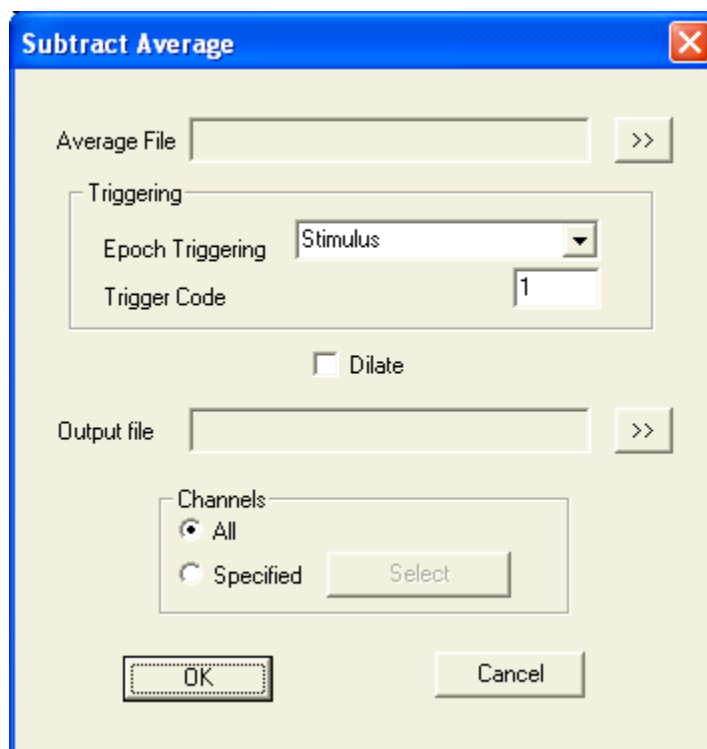 Subtract Average
Average File >>
Triggering
Epoch Triggering Stimulus
Trigger Code 1
Dilate
Output file >>
Channels
All
Specified Select
OK Cancel